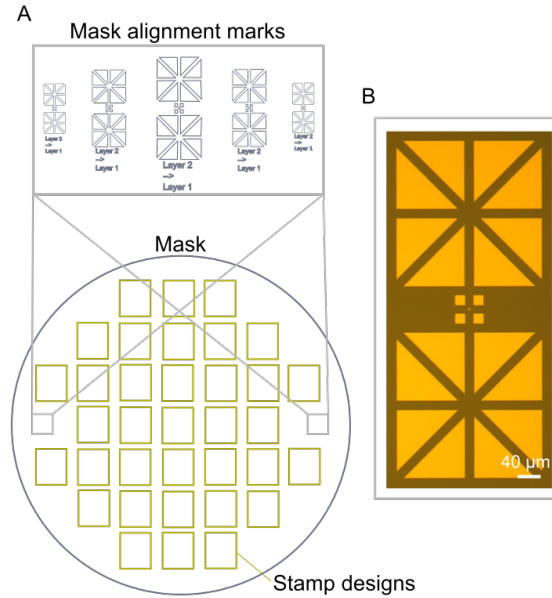 A
Mask alignment marks
Layer 2
Layer 1
Layer 2
Layer 1
Layer 2
Layer 1
Layer 2
Layer 1
Layer 2
Layer 1
B
Mask
40 µm
Stamp designs